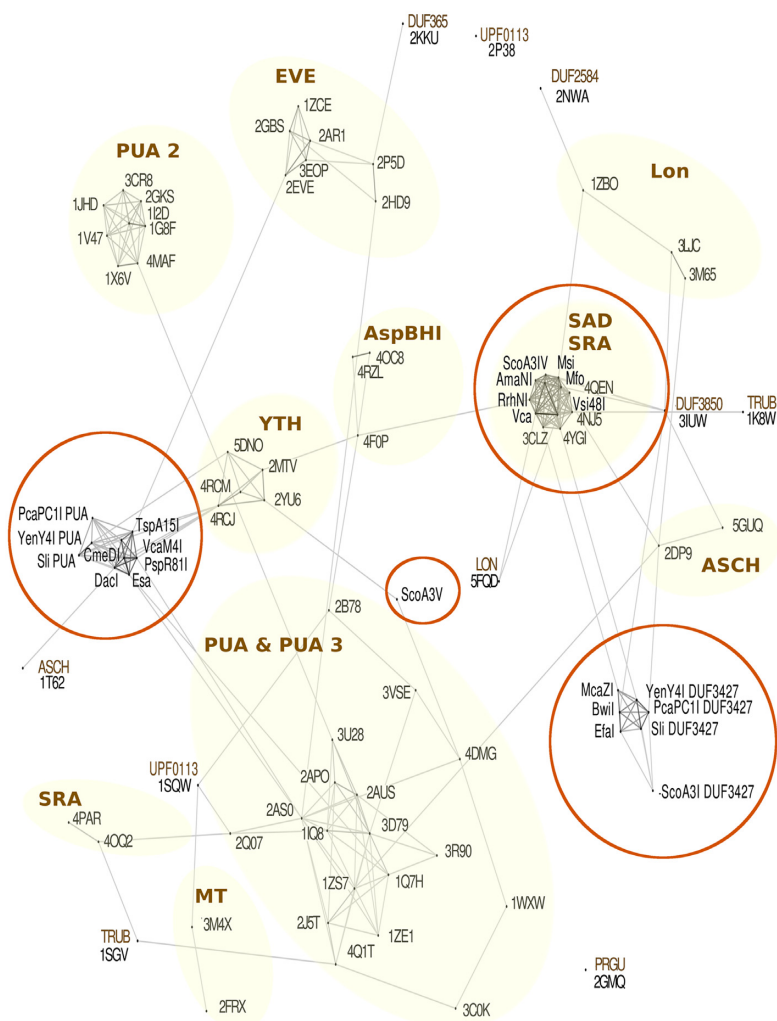 DUF365
2KKU
UPF0113
2P38
EVE
DUF2584
2NWA
1ZCE
2GBS
2AR1
3EOP
2EVE
2P5D
2HD9
PUA 2
3CR8
2GKS
1JHD
1I2D
1G8F
1V47
4MAF
1X6V
Lon
1ZBO
3LJC
3M65
AspBHI
4OC8
4RZL
4F0P
SAD
SRA
ScoA3IV
Msi
AmaNI
Mfo
4QEN
RrhNI
Vsi48I
Vca
4NJ5
3CLZ
4YGI
DUF3850
3IUW
TRUB
1K8W
YTH
5DNO
2MTV
4RCM
2YU6
4RCJ
PcaPC1I PUA
TspA15I
YenY4I PUA
VcaM4I
Sli PUA
CmeDI
PspR81I
DacI
Esa
5GUQ
2DP9
ASCH
LON
5FQD
ScoA3V
2B78
PUA & PUA 3
ASCH
1T62
3VSE
McaZI
YenY4I DUF3427
BwiI
PcaPC1I DUF3427
EfaI
Sli DUF3427
3U28
4DMG
UPF0113
1SQW
2APO
2AUS
ScoA3I DUF3427
SRA
4PAR
2AS0
4OQ2
2Q07
1IQ8
3D79
3R90
1ZS7
1Q7H
MT
1WXW
3M4X
2J5T
1ZE1
TRUB
1SGV
4Q1T
PRGU
2GMQ
2FRX
3C0K